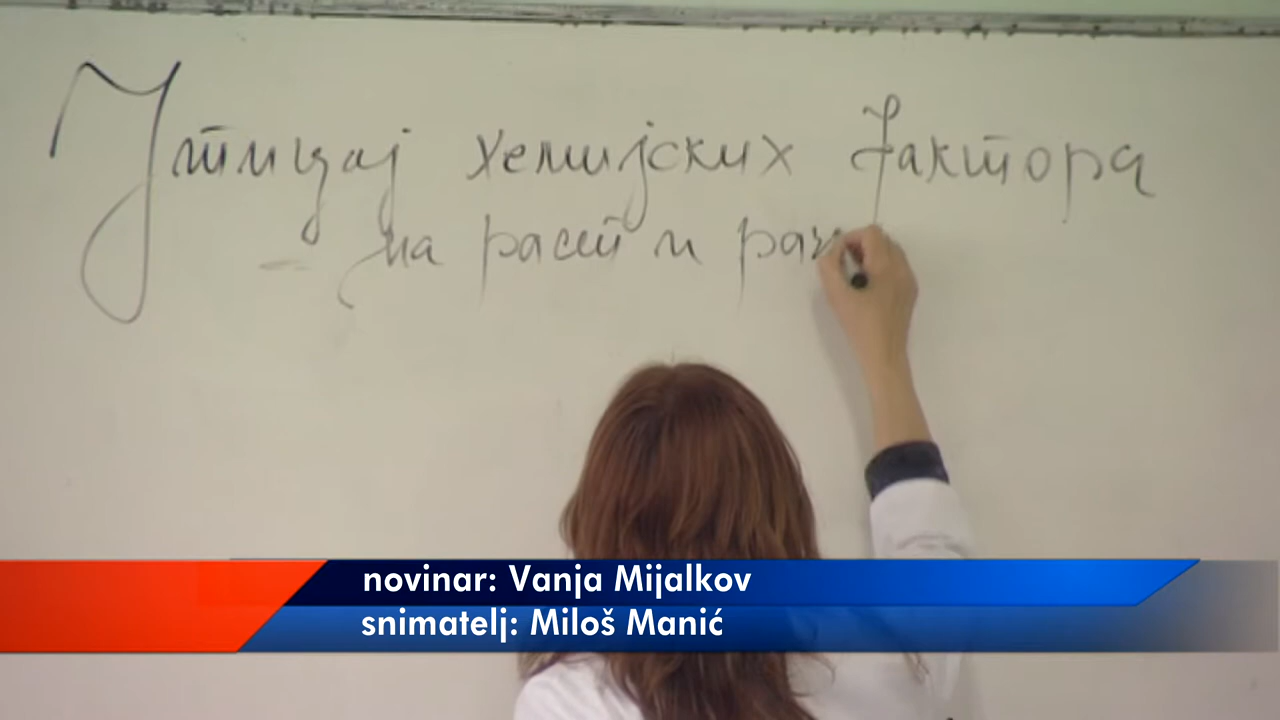 Утицај хемијских фактора
на раст и
novinar: Vanja Mijalkov
snimatelj: Miloš Manić